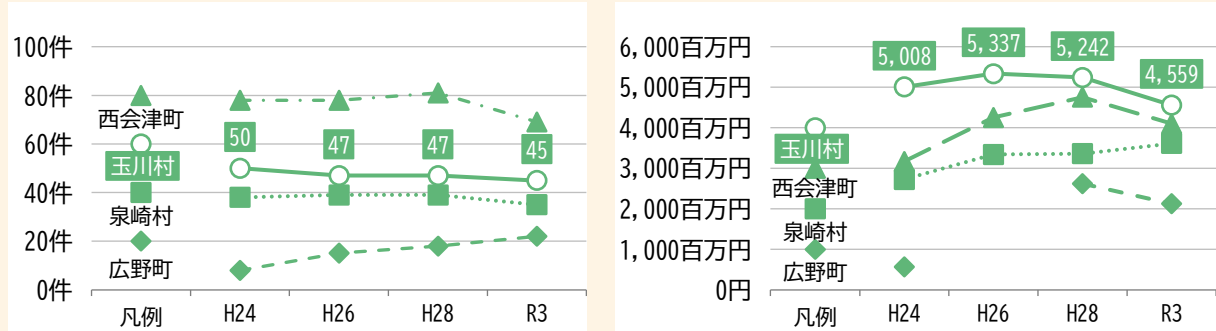 100件
80件
60件
40件
20件
0件
西会津町
玉川村
泉崎村
広野町
50
47
47
45
凡例
H24
H26
H28
R3
6,000百万円
5,000百万円
4,000百万円
3,000百万円
2,000百万円
1,000百万円
0円
玉川村
西会津町
泉崎村
広野町
5,008
5,337
5,242
4,559
凡例
H24
H26
H28
R3